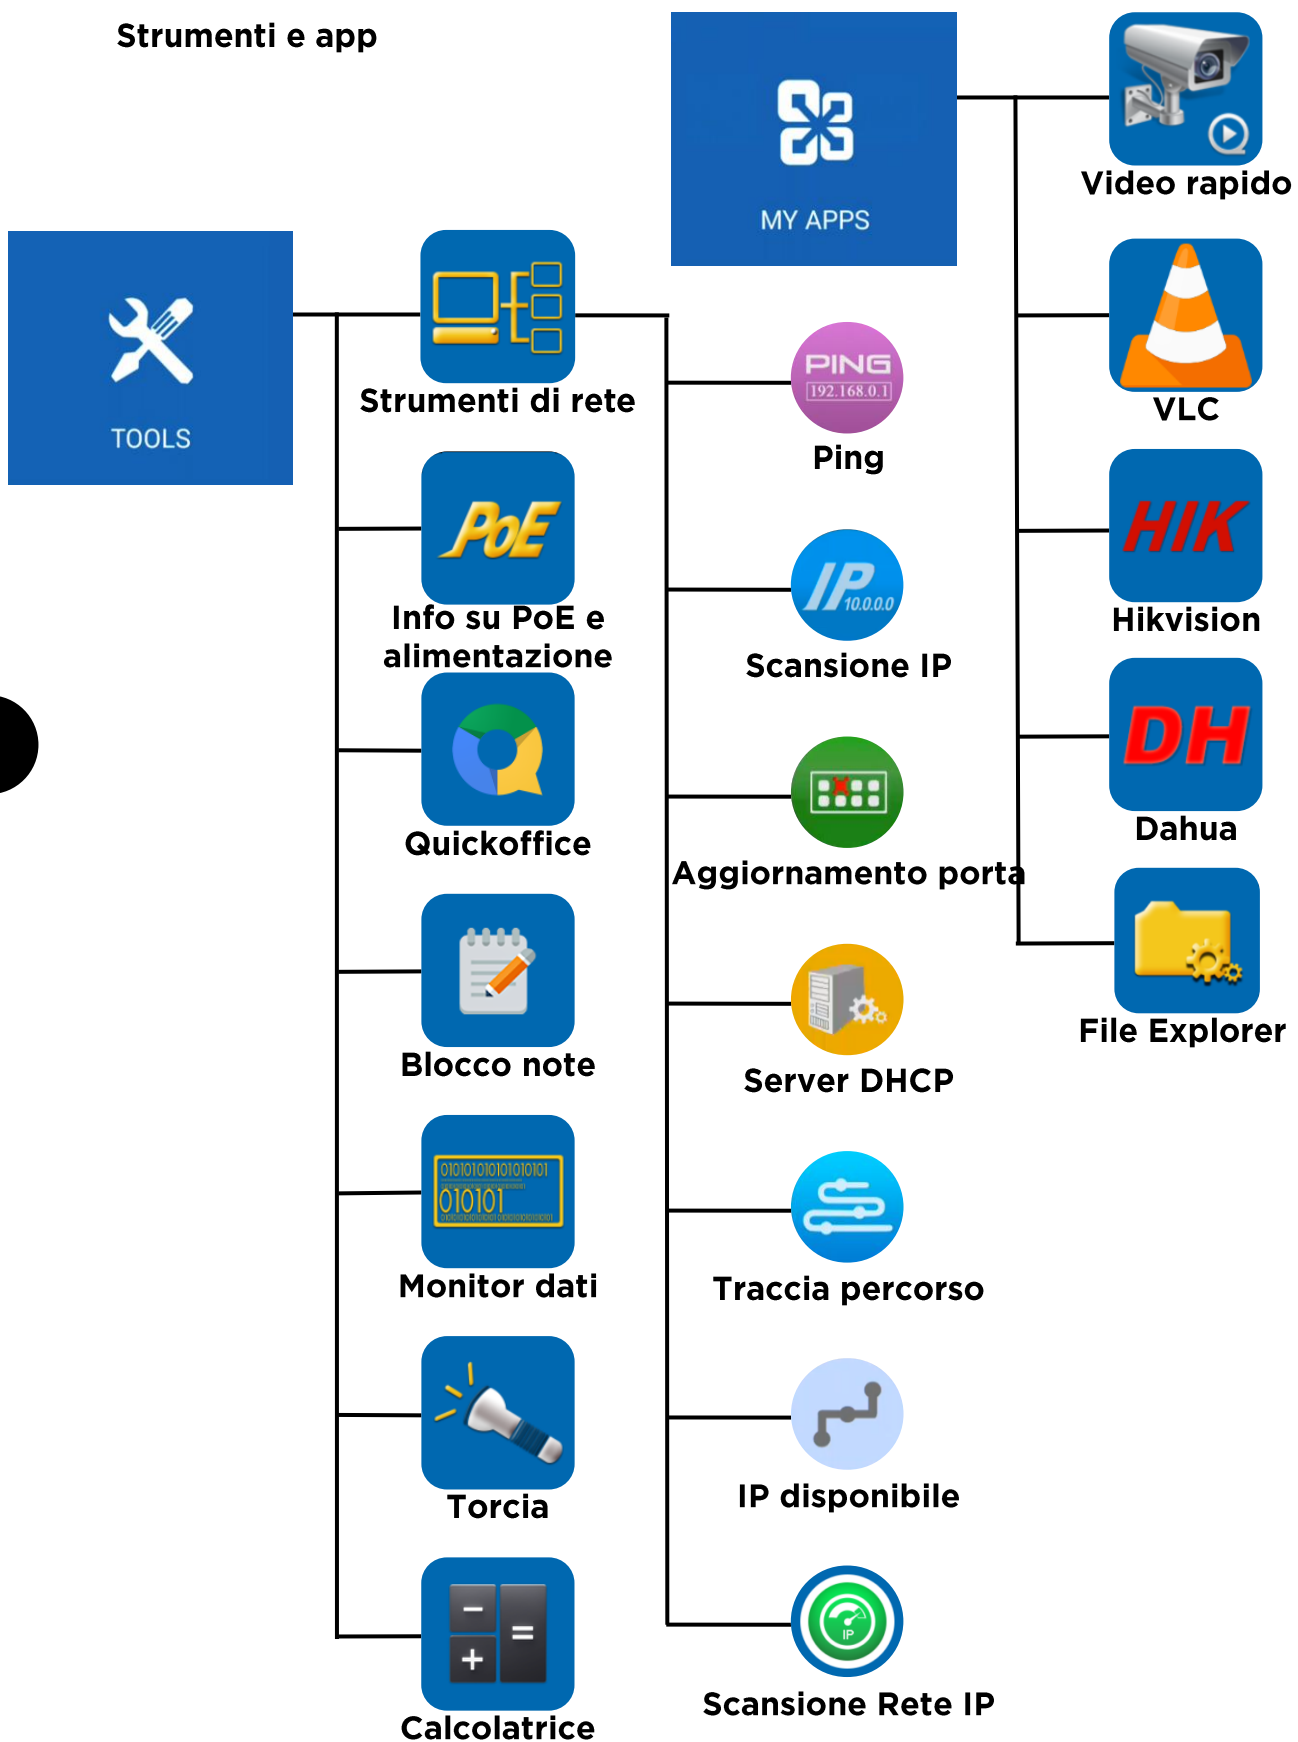 Strumenti e app
TOOLS
Strumenti di rete
PoE
Info su PoE e
alimentazione
Quickoffice
Blocco note
010101010101010101
010101
Monitor dati
Torcia
− =
+
Calcolatrice
PING
192.168.0.1
Ping
IP
10.0.0.0
Scansione IP
Aggiornamento porta
Server DHCP
Traccia percorso
IP disponibile
IP
Scansione Rete IP
MY APPS
Video rapido
VLC
HIK
Hikvision
DH
Dahua
File Explorer